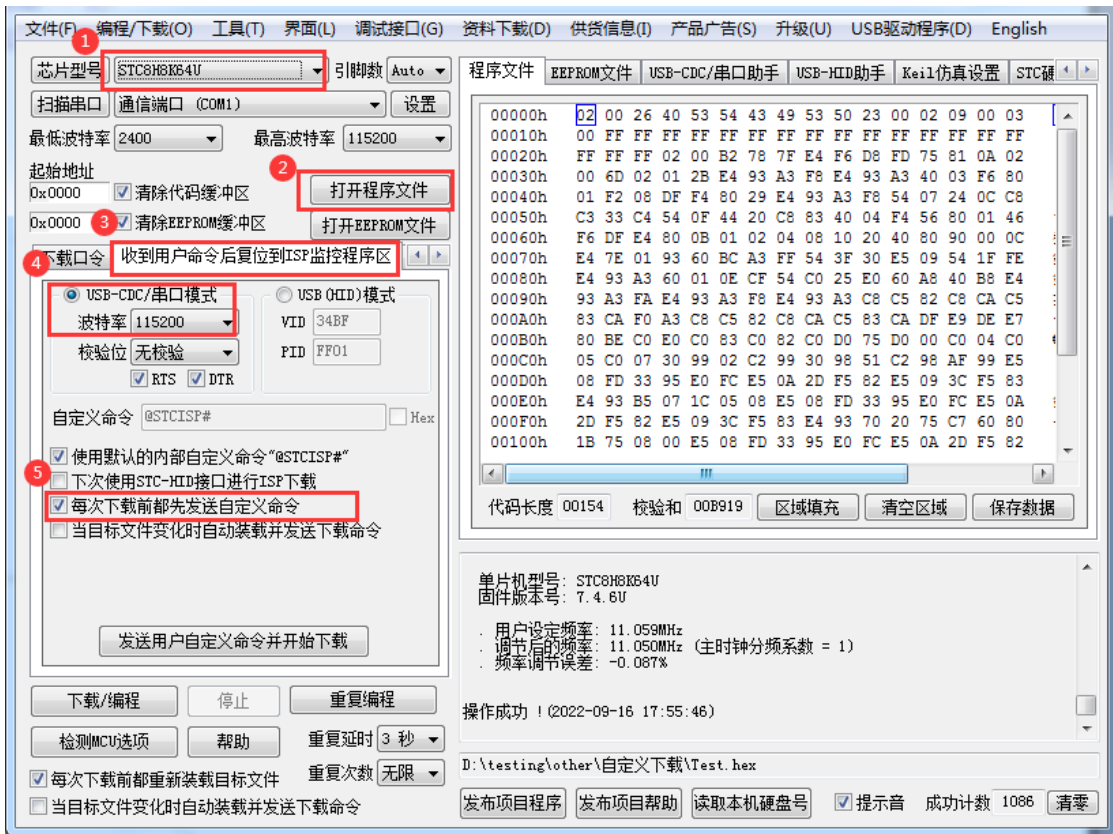 文件(F) 编程/下载(O) 工具(T) 界面(L) 调试接口(G) 资料下载(D) 供货信息(I) 产品广告(S) 升级(U) USB驱动程序(D) English
1
芯片型号 STC8H8K64U 引脚数 Auto
扫描串口 通信端口 (COM1) 设置
最低波特率 2400 最高波特率 115200
起始地址
2
0x0000 清除代码缓冲区 打开程序文件
0x0000 3 清除EEPROM缓冲区 打开EEPROM文件
4 下载口令 收到用户命令后复位到ISP监控程序区
USB-CDC/串口模式 USB(HID)模式
波特率 115200 VID 34BF
校验位 无校验 PID FF01
RTS DTR
自定义命令 @STCISP# Hex
使用默认的内部自定义命令“@STCISP#”
5 下次使用STC-HID接口进行ISP下载
每次下载前都先发送自定义命令
当目标文件变化时自动装载并发送下载命令
发送用户自定义命令并开始下载
下载/编程 停止 重复编程
检测MCU选项 帮助 重复延时 3 秒
每次下载前都重新装载目标文件 重复次数 无限
当目标文件变化时自动装载并发送下载命令
程序文件 EEPROM文件 USB-CDC/串口助手 USB-HID助手 Keil仿真设置 STC硬
00000h 02 00 26 40 53 54 43 49 53 50 23 00 02 09 00 03
00010h 00 FF FF FF FF FF FF FF FF FF FF FF FF FF FF FF
00020h FF FF FF 02 00 B2 78 7F E4 F6 D8 FD 75 81 0A 02
00030h 00 6D 02 01 2B E4 93 A3 F8 E4 93 A3 40 03 F6 80
00040h 01 F2 08 DF F4 80 29 E4 93 A3 F8 54 07 24 0C C8
00050h C3 33 C4 54 0F 44 20 C8 83 40 04 F4 56 80 01 46
00060h F6 DF E4 80 0B 01 02 04 08 10 20 40 80 90 00 0C
00070h E4 7E 01 93 60 BC A3 FF 54 3F 30 E5 09 54 1F FE
00080h E4 93 A3 60 01 0E CF 54 C0 25 E0 60 A8 40 B8 E4
00090h 93 A3 FA E4 93 A3 F8 E4 93 A3 C8 C5 82 C8 CA C5
000A0h 83 CA F0 A3 C8 C5 82 C8 CA C5 83 CA DF E9 DE E7
000B0h 80 BE C0 E0 C0 83 C0 82 C0 D0 75 D0 00 C0 04 C0
000C0h 05 C0 07 30 99 02 C2 99 30 98 51 C2 98 AF 99 E5
000D0h 08 FD 33 95 E0 FC E5 0A 2D F5 82 E5 09 3C F5 83
000E0h E4 93 B5 07 1C 05 08 E5 08 FD 33 95 E0 FC E5 0A
000F0h 2D F5 82 E5 09 3C F5 83 E4 93 70 20 75 C7 60 80
00100h 1B 75 08 00 E5 08 FD 33 95 E0 FC E5 0A 2D F5 82
代码长度 00154 校验和 00B919 区域填充 清空区域 保存数据
单片机型号: STC8H8K64U
固件版本号: 7.4.6U
. 用户设定频率: 11.059MHz
. 调节后的频率: 11.050MHz (主时钟分频系数 = 1)
. 频率调节误差: -0.087%
操作成功 !(2022-09-16 17:55:46)
D:\testing\other\自定义下载\Test.hex
发布项目程序 发布项目帮助 读取本机硬盘号 提示音 成功计数 1086 清零